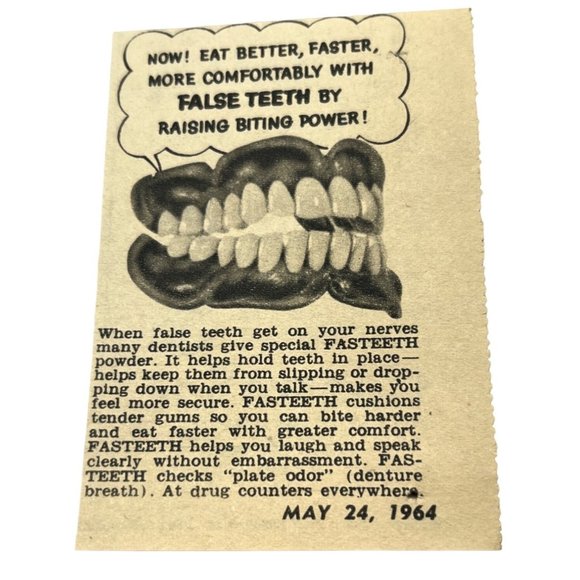 NOW! EAT BETTER, FASTER,
MORE COMFORTABLY WITH
FALSE TEETH BY
RAISING BITING POWER!
When false teeth get on your nerves
many dentists give special FASTEETH
powder. It helps hold teeth in place—
helps keep them from slipping or drop-
ping down when you talk—makes you
feel more secure. FASTEETH cushions
tender gums so you can bite harder
and eat faster with greater comfort.
FASTEETH helps you laugh and speak
clearly without embarrassment. FAS-
TEETH checks "plate odor" (denture
breath). At drug counters everywhere.
MAY 24, 1964